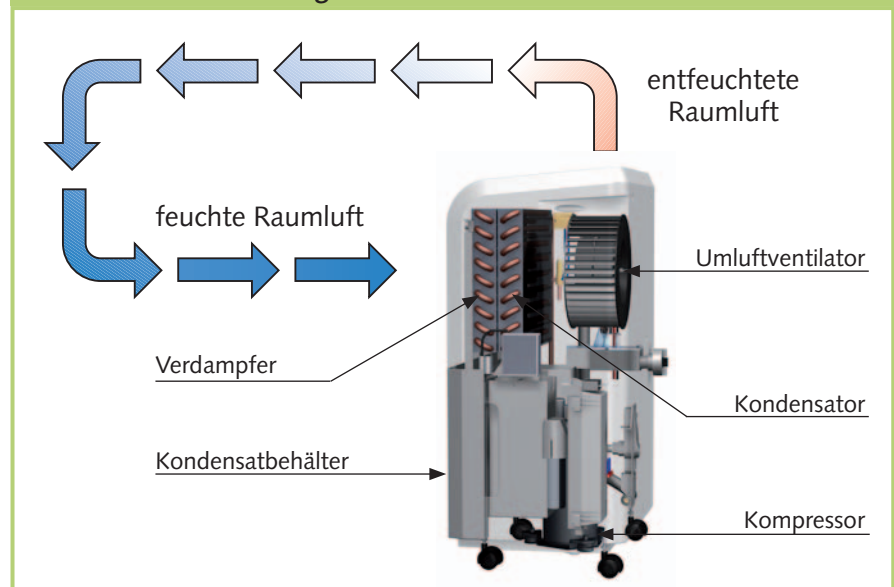 entfeuchtete
Raumluft
feuchte Raumluft
Umluftventilator
Verdampfer
Kondensator
Kondensatbehälter
Kompressor